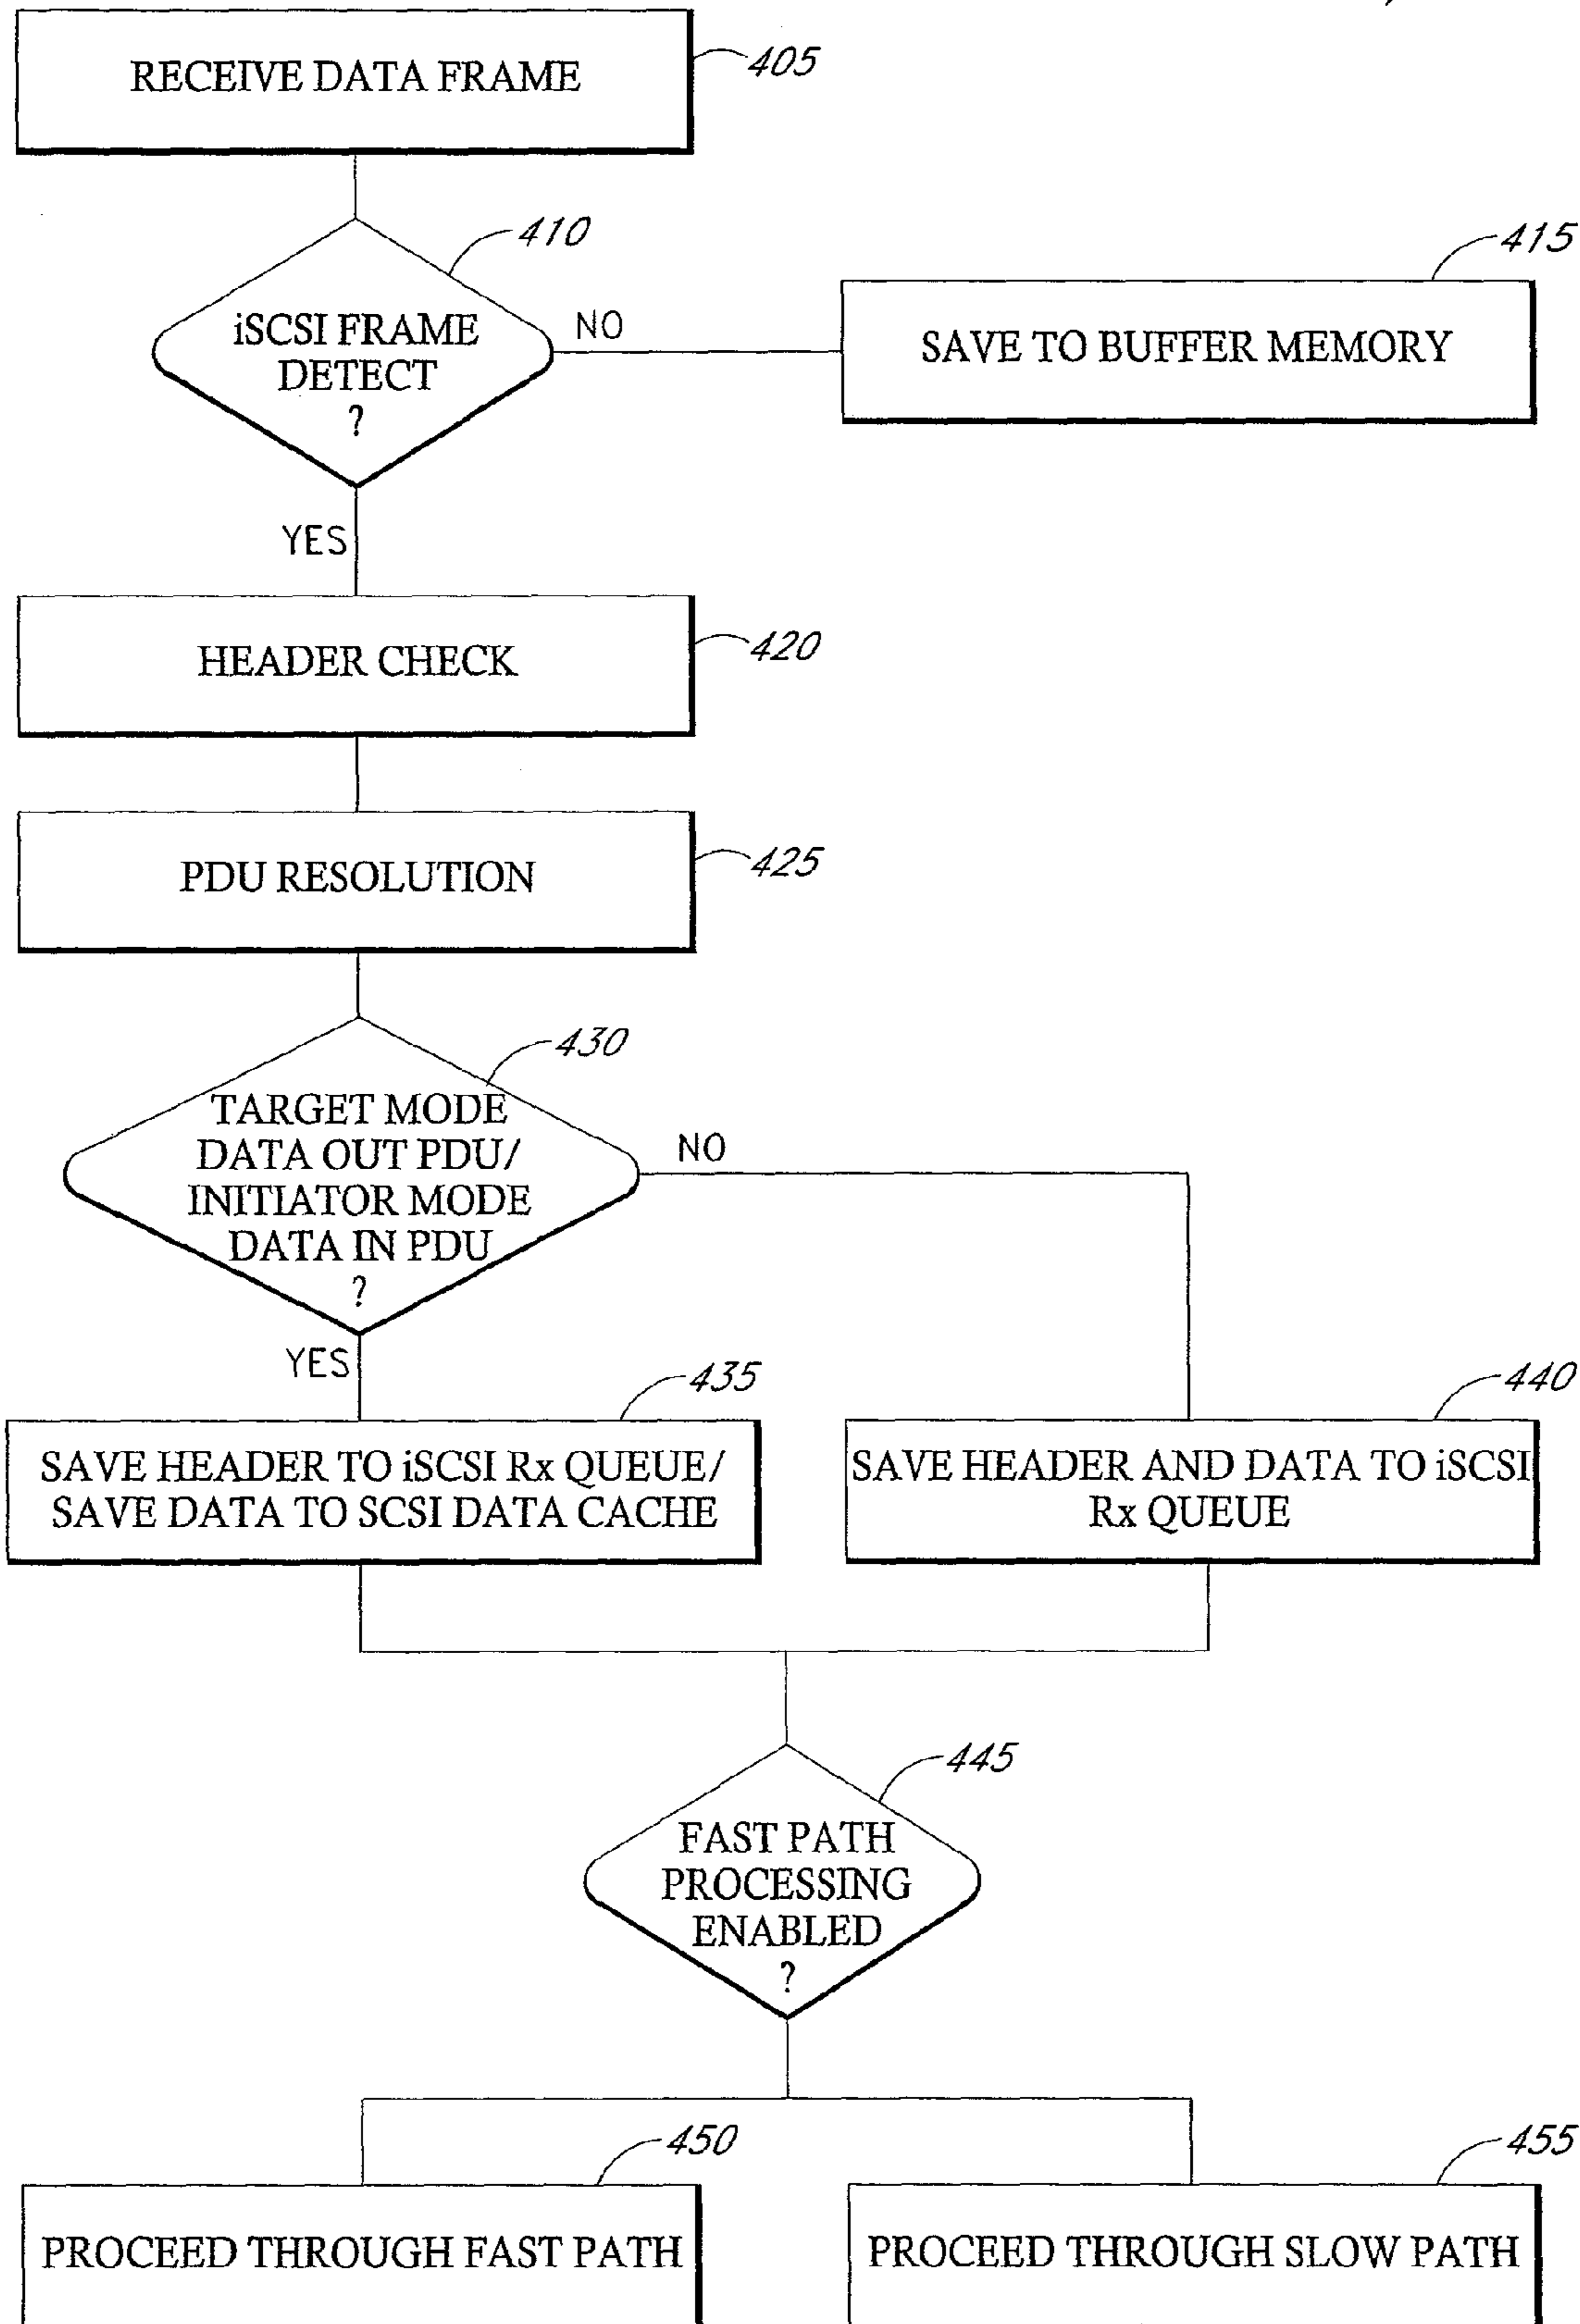 RECEIVE DATA FRAME
405
410
iSCSI FRAME
DETECT
?
NO
415
SAVE TO BUFFER MEMORY
YES
HEADER CHECK
420
PDU RESOLUTION
425
430
TARGET MODE
DATA OUT PDU/
INITIATOR MODE
DATA IN PDU
?
NO
YES
435
SAVE HEADER TO iSCSI Rx QUEUE/
SAVE DATA TO SCSI DATA CACHE
440
SAVE HEADER AND DATA TO iSCSI
Rx QUEUE
445
FAST PATH
PROCESSING
ENABLED
?
450
PROCEED THROUGH FAST PATH
455
PROCEED THROUGH SLOW PATH